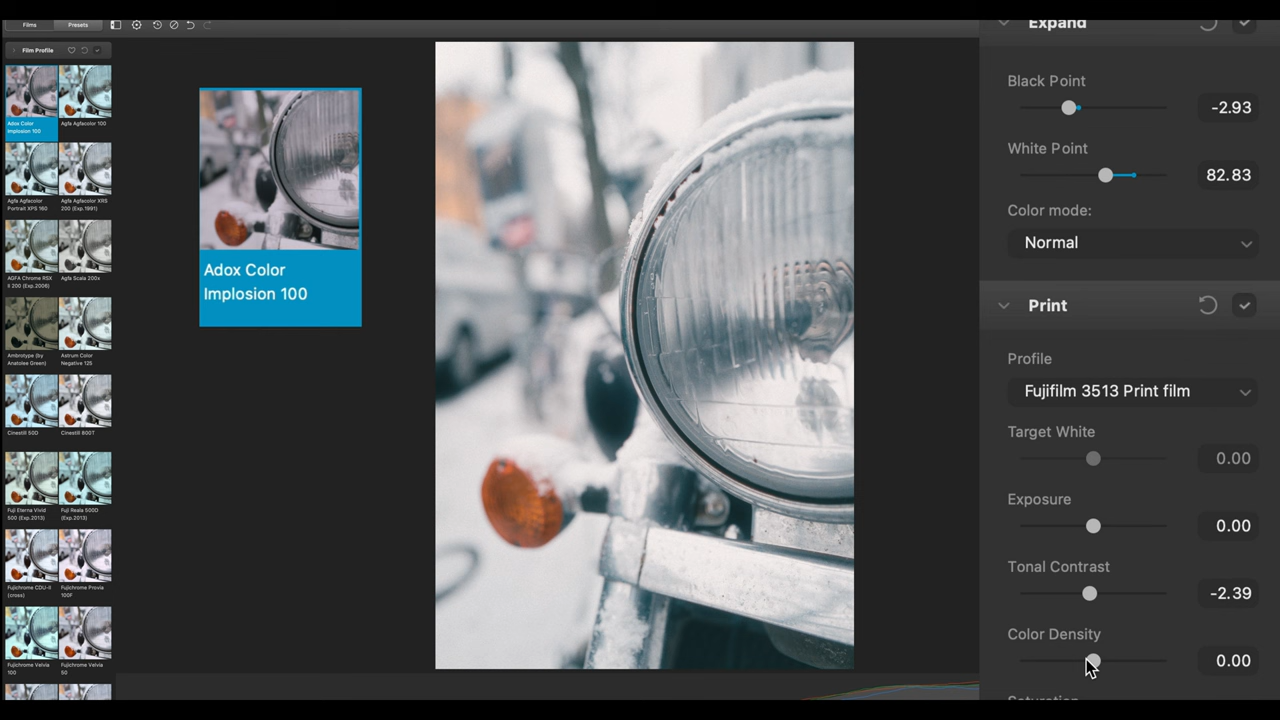 Films
Presets
Film Profile
Adox Color
Implosion 100
Agfa Agfacolor 100
Agfa Agfacolor
Portrait XPS 160
Agfa Agfacolor XRS
200 (Exp.1991)
AGFA Chrome RSX
II 200 (Exp.2006)
Agfa Scala 200x
Ambrotype (by
Anatolee Green)
Astrum Color
Negative 125
Cinestill 50D
Cinestill 800T
Fuji Eterna Vivid
500 (Exp.2013)
Fuji Reala 500D
(Exp.2013)
Fujichrome CDU-II
(cross)
Fujichrome Provia
100F
Fujichrome Velvia
100
Fujichrome Velvia
50
Adox Color
Implosion 100
Expand
Black Point
-2.93
White Point
82.83
Color mode:
Normal
Print
Profile
Fujifilm 3513 Print film
Target White
0.00
Exposure
0.00
Tonal Contrast
-2.39
Color Density
0.00